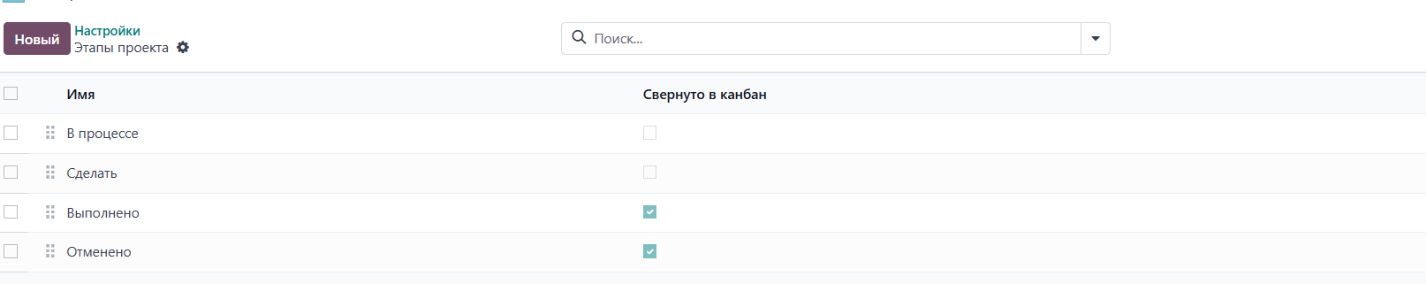 Новый
Настройки
Этапы проекта
Поиск...
Имя Свернуто в канбан
В процессе
Сделать
Выполнено
Отменено